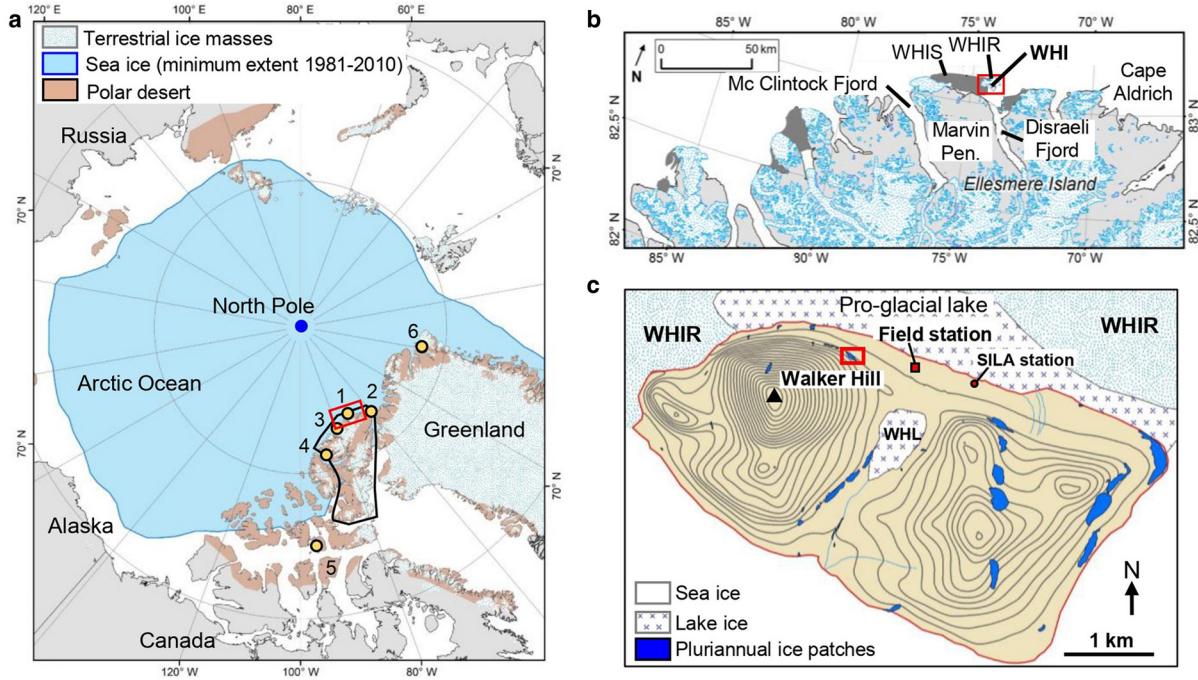 a
120° E
100° E
80° E
60° E
Terrestrial ice masses
Sea ice (minimum extent 1981-2010)
Polar desert
Russia
70° N
70° N
North Pole
6
Arctic Ocean
1
2
3
4
Greenland
70° N
70° N
Alaska
5
Canada
120° W
100° W
80° W
b
85° W
80° W
75° W
70° W
0
50 km
N
WHIS
WHIR
WHI
Mc Clintock Fjord
Cape
Aldrich
82.5° N
83° N
Marvin
Pen.
Disraeli
Fjord
Ellesmere Island
82° N
82.5° N
85° W
90° W
75° W
70° W
c
Pro-glacial lake
WHIR
Field station
WHIR
SILA station
Walker Hill
WHL
Sea ice
Lake ice
Pluriannual ice patches
N
1 km